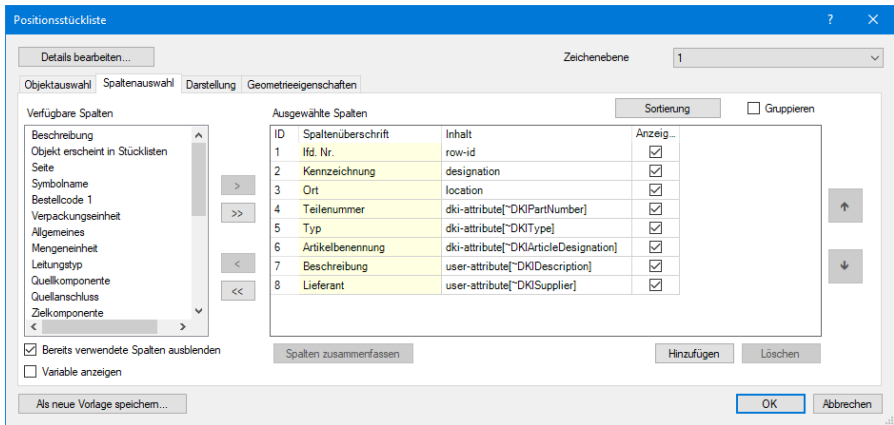 Positionsstückliste
Details bearbeiten...
Zeichenebene
1
Objektauswahl Spaltenauswahl Darstellung Geometrieeigenschaften
Verfügbare Spalten
Beschreibung
Objekt erscheint in Stücklisten
Seite
Symbolname
Bestellcode 1
Verpackungseinheit
Allgemeines
Mengeneinheit
Leitungstyp
Quellkomponente
Quellanschluss
Zielkomponente
Bereits verwendete Spalten ausblenden
Variable anzeigen
>
>>
<
<<
Ausgewählte Spalten
Sortierung
Gruppieren
ID Spaltenüberschrift Inhalt Anzeig...
1 lfd. Nr. row-id
2 Kennzeichnung designation
3 Ort location
4 Teilenummer dki-attribute[~DKIPartNumber]
5 Typ dki-attribute[~DKIType]
6 Artikelbenennung dki-attribute[~DKIArticleDesignation]
7 Beschreibung user-attribute[~DKIDescription]
8 Lieferant user-attribute[~DKISupplier]
Spalten zusammenfassen
Hinzufügen
Löschen
Als neue Vorlage speichern...
OK
Abbrechen